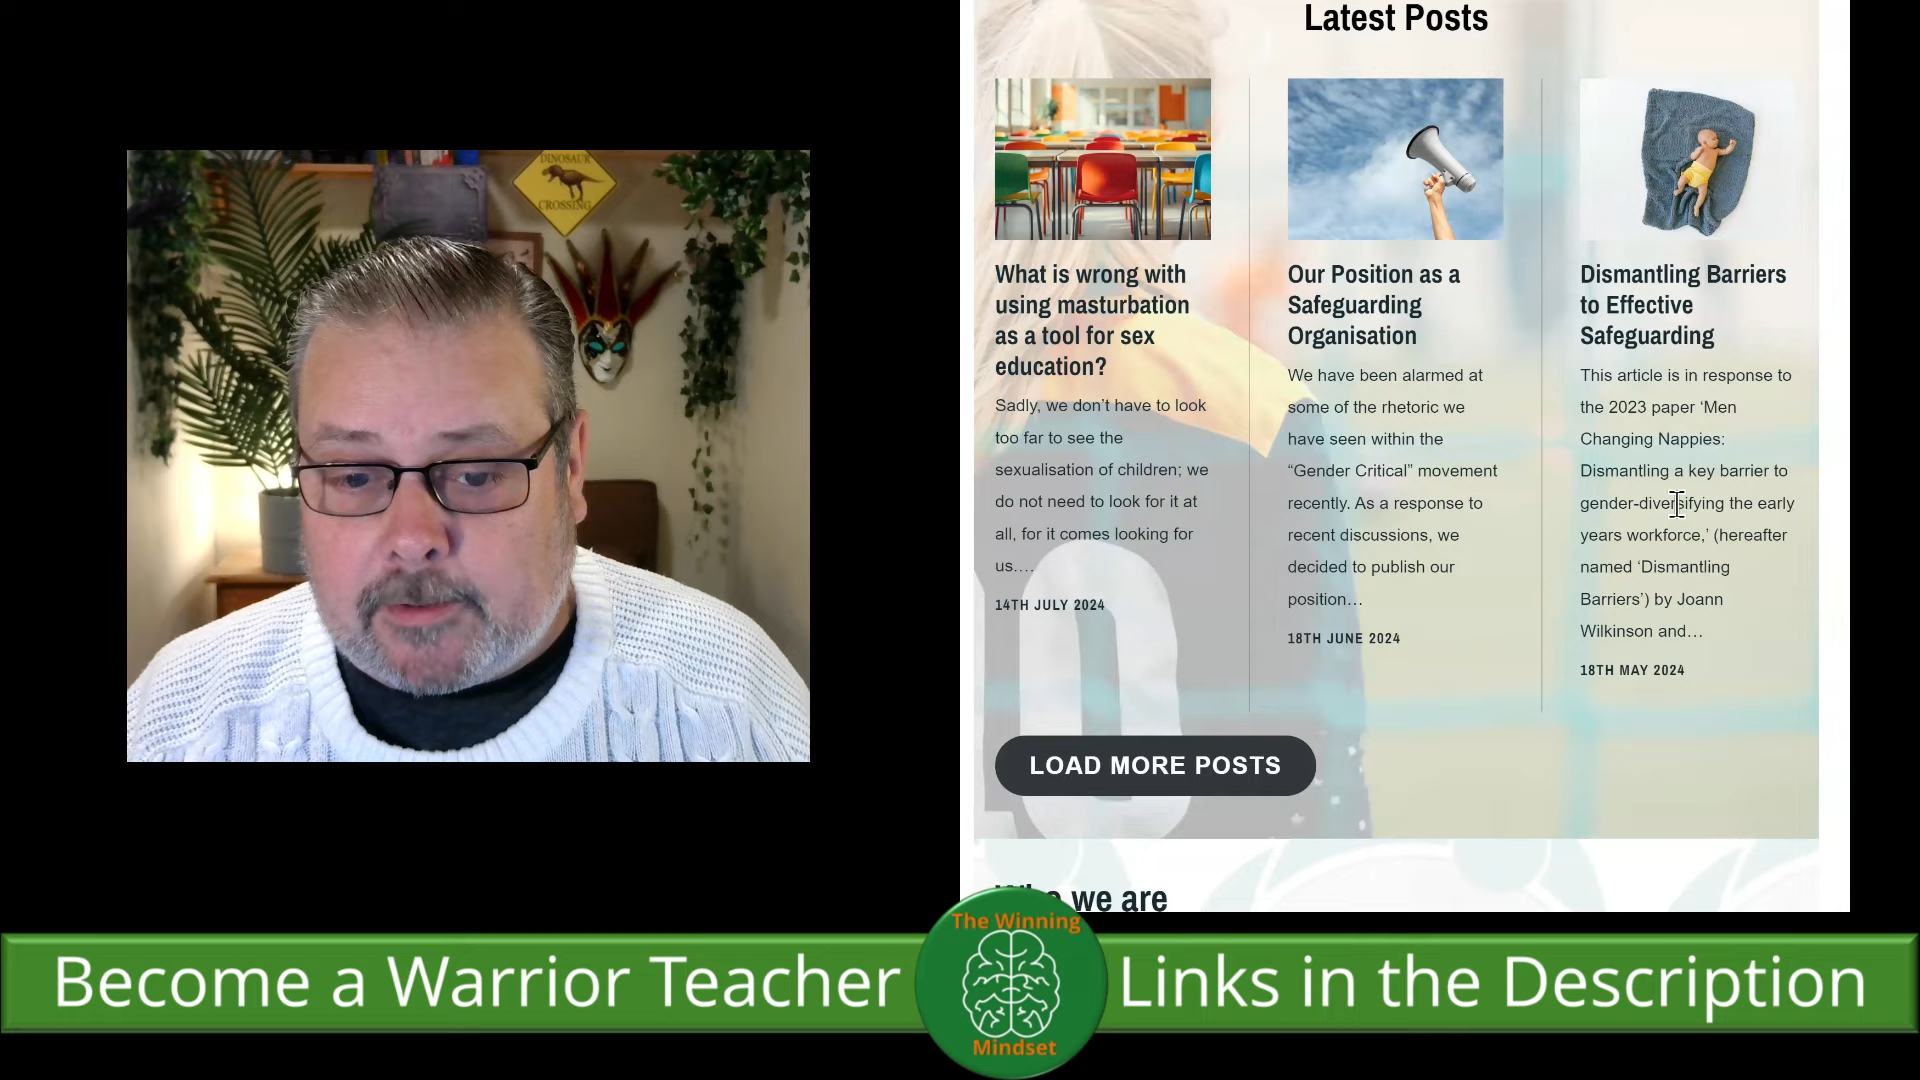 DINOSAUR
CROSSING
Latest Posts
What is wrong with
using masturbation
as a tool for sex
education?
Sadly, we don’t have to look
too far to see the
sexualisation of children; we
do not need to look for it at
all, for it comes looking for
us….
14TH JULY 2024
Our Position as a
Safeguarding
Organisation
We have been alarmed at
some of the rhetoric we
have seen within the
“Gender Critical” movement
recently. As a response to
recent discussions, we
decided to publish our
position…
18TH JUNE 2024
Dismantling Barriers
to Effective
Safeguarding
This article is in response to
the 2023 paper ‘Men
Changing Nappies:
Dismantling a key barrier to
gender-diversifying the early
years workforce,’ (hereafter
named ‘Dismantling
Barriers’) by Joann
Wilkinson and…
18TH MAY 2024
LOAD MORE POSTS
Who we are
Become a Warrior Teacher
The Winning
Mindset
Links in the Description